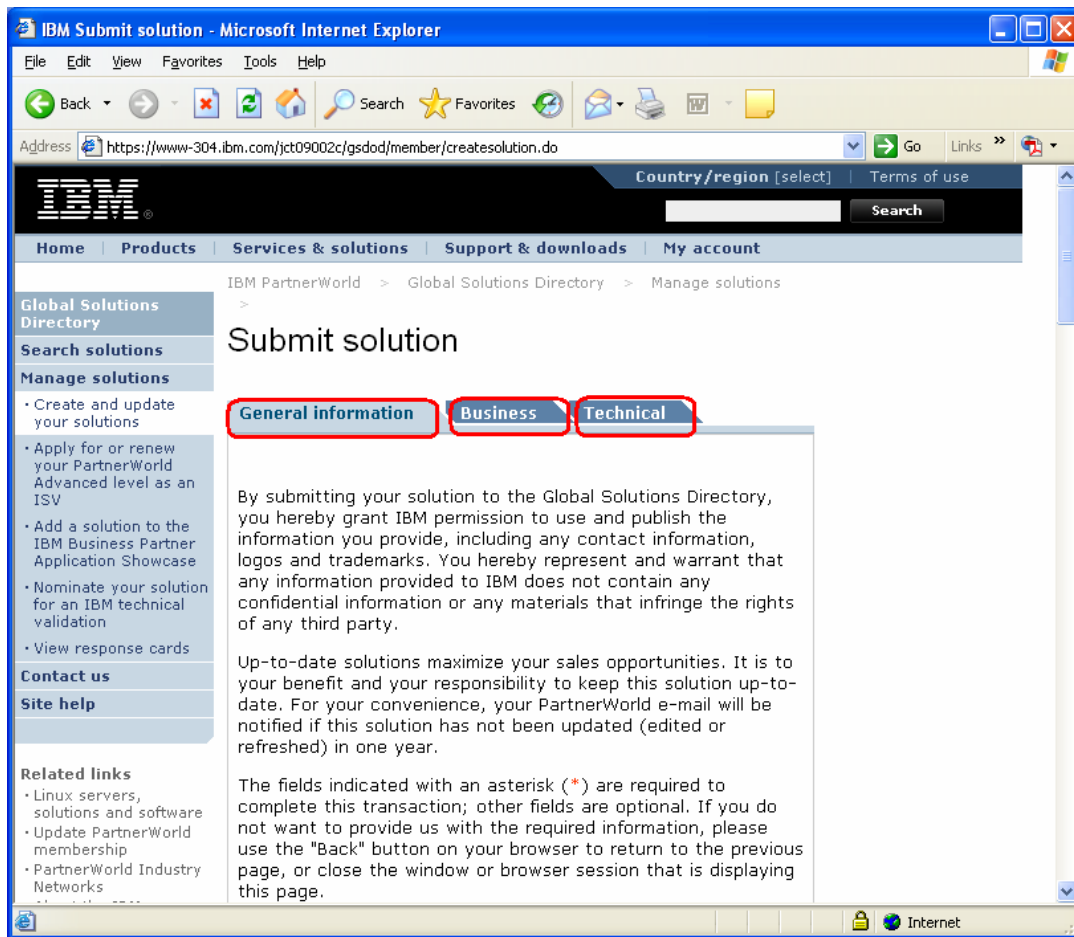 IBM Submit solution - Microsoft Internet Explorer
File Edit View Favorites Tools Help
Back Search Favorites
Address https://www-304.ibm.com/jct09002c/gsdod/member/createsolution.do Go Links »
Country/region [select] | Terms of use
IBM®
Search
Home | Products | Services & solutions | Support & downloads | My account
IBM PartnerWorld > Global Solutions Directory > Manage solutions
>
Submit solution
Global Solutions
Directory
Search solutions
Manage solutions
• Create and update
your solutions
• Apply for or renew
your PartnerWorld
Advanced level as an
ISV
• Add a solution to the
IBM Business Partner
Application Showcase
• Nominate your solution
for an IBM technical
validation
• View response cards
Contact us
Site help
Related links
• Linux servers,
solutions and software
• Update PartnerWorld
membership
• PartnerWorld Industry
Networks
General information Business Technical
By submitting your solution to the Global Solutions Directory,
you hereby grant IBM permission to use and publish the
information you provide, including any contact information,
logos and trademarks. You hereby represent and warrant that
any information provided to IBM does not contain any
confidential information or any materials that infringe the rights
of any third party.
Up-to-date solutions maximize your sales opportunities. It is to
your benefit and your responsibility to keep this solution up-to-
date. For your convenience, your PartnerWorld e-mail will be
notified if this solution has not been updated (edited or
refreshed) in one year.
The fields indicated with an asterisk (*) are required to
complete this transaction; other fields are optional. If you do
not want to provide us with the required information, please
use the "Back" button on your browser to return to the previous
page, or close the window or browser session that is displaying
this page.
Internet